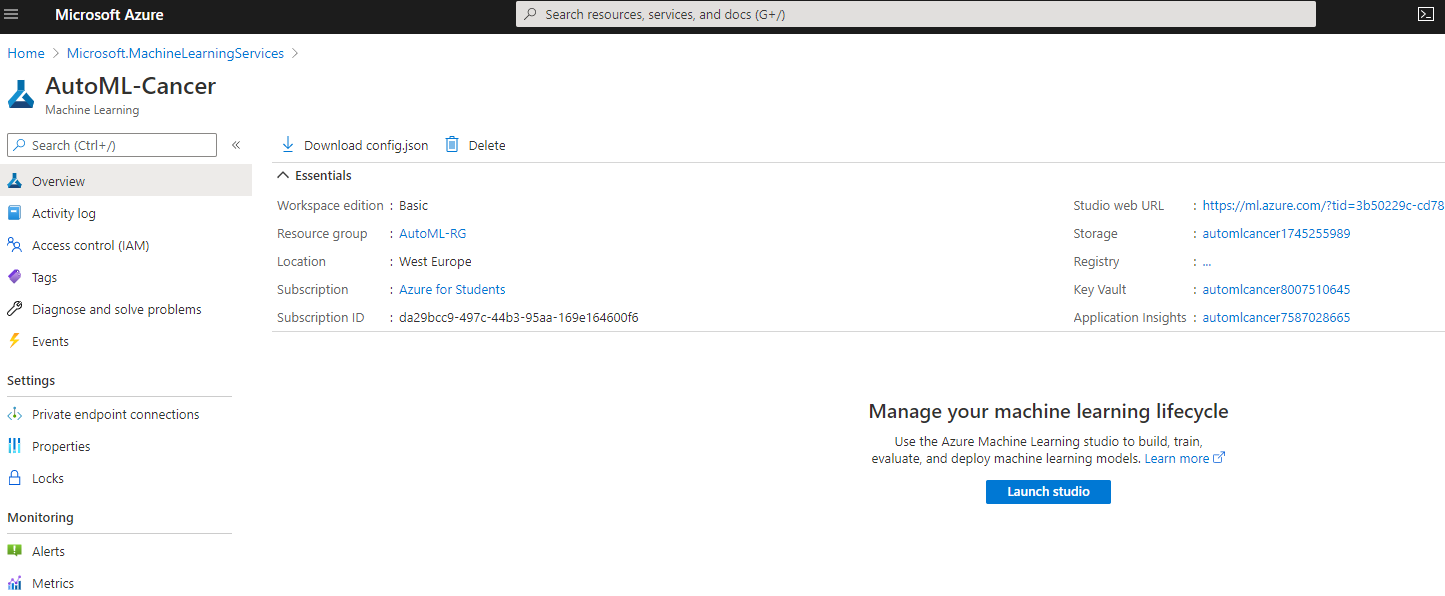 Microsoft Azure
Search resources, services, and docs (G+/)
Home > Microsoft.MachineLearningServices >
AutoML-Cancer
Machine Learning
Search (Ctrl+/)
«
Overview
Activity log
Access control (IAM)
Tags
Diagnose and solve problems
Events
Settings
Private endpoint connections
Properties
Locks
Monitoring
Alerts
Metrics
Download config.json
Delete
Essentials
Workspace edition : Basic
Resource group : AutoML-RG
Location : West Europe
Subscription : Azure for Students
Subscription ID : da29bcc9-497c-44b3-95aa-169e164600f6
Studio web URL : https://ml.azure.com/?tid=3b50229c-cd78
Storage : automlcancer1745255989
Registry : ...
Key Vault : automlcancer8007510645
Application Insights : automlcancer7587028665
Manage your machine learning lifecycle
Use the Azure Machine Learning studio to build, train,
evaluate, and deploy machine learning models. Learn more
Launch studio